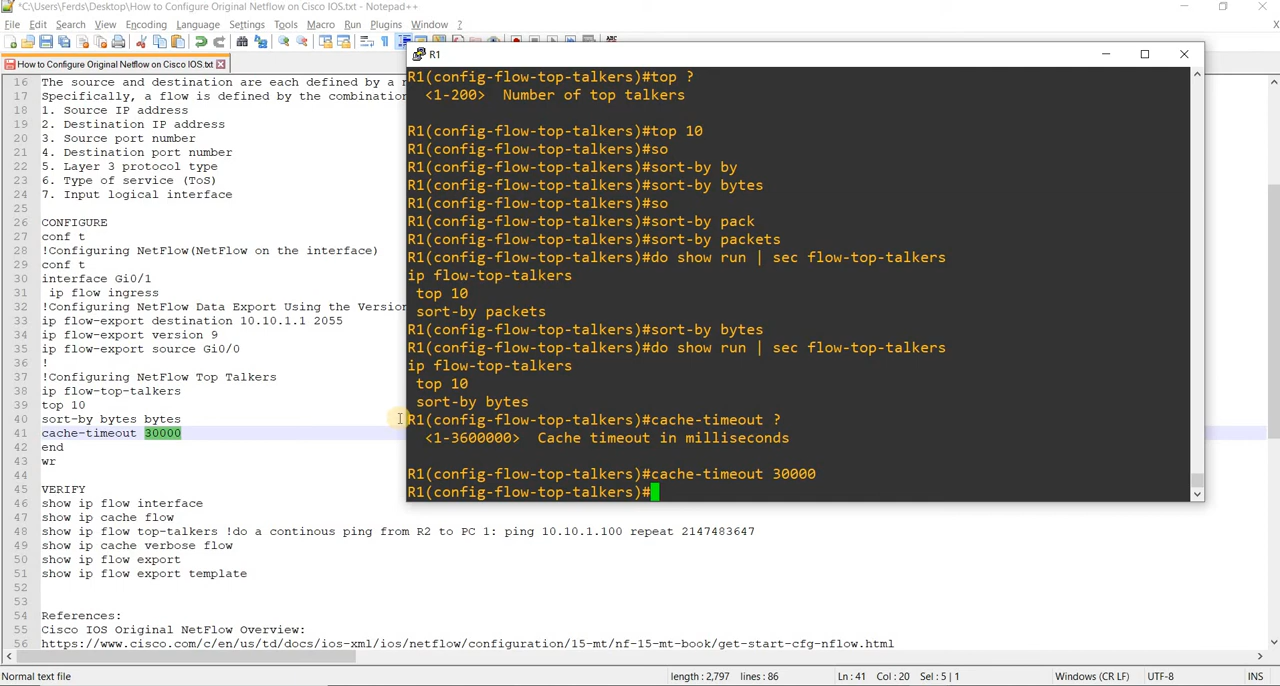 *C:\Users\Ferds\Desktop\How to Configure Original Netflow on Cisco IOS.txt - Notepad++
File Edit Search View Encoding Language Settings Tools Macro Run Plugins Window ?
How to Configure Original Netflow on Cisco IOS.txt
16 The source and destination are each defined by a
17 Specifically, a flow is defined by the combination
18 1. Source IP address
19 2. Destination IP address
20 3. Source port number
21 4. Destination port number
22 5. Layer 3 protocol type
23 6. Type of service (ToS)
24 7. Input logical interface
25
26 CONFIGURE
27 conf t
28 !Configuring NetFlow(NetFlow on the interface)
29 conf t
30 interface Gi0/1
31 ip flow ingress
32 !Configuring NetFlow Data Export Using the Version
33 ip flow-export destination 10.10.1.1 2055
34 ip flow-export version 9
35 ip flow-export source Gi0/0
36 !
37 !Configuring NetFlow Top Talkers
38 ip flow-top-talkers
39 top 10
40 sort-by bytes bytes
41 cache-timeout 30000
42 end
43 wr
44
45 VERIFY
46 show ip flow interface
47 show ip cache flow
48 show ip flow top-talkers !do a continous ping from R2 to PC 1: ping 10.10.1.100 repeat 2147483647
49 show ip cache verbose flow
50 show ip flow export
51 show ip flow export template
52
53
54 References:
55 Cisco IOS Original NetFlow Overview:
56 https://www.cisco.com/c/en/us/td/docs/ios-xml/ios/netflow/configuration/15-mt/nf-15-mt-book/get-start-cfg-nflow.html
R1
R1(config-flow-top-talkers)#top ?
<1-200> Number of top talkers
R1(config-flow-top-talkers)#top 10
R1(config-flow-top-talkers)#so
R1(config-flow-top-talkers)#sort-by by
R1(config-flow-top-talkers)#sort-by bytes
R1(config-flow-top-talkers)#so
R1(config-flow-top-talkers)#sort-by pack
R1(config-flow-top-talkers)#sort-by packets
R1(config-flow-top-talkers)#do show run | sec flow-top-talkers
ip flow-top-talkers
top 10
sort-by packets
R1(config-flow-top-talkers)#sort-by bytes
R1(config-flow-top-talkers)#do show run | sec flow-top-talkers
ip flow-top-talkers
top 10
sort-by bytes
R1(config-flow-top-talkers)#cache-timeout ?
<1-3600000> Cache timeout in milliseconds
R1(config-flow-top-talkers)#cache-timeout 30000
R1(config-flow-top-talkers)#
Normal text file length : 2,797 lines : 86 Ln : 41 Col : 20 Sel : 5 | 1 Windows (CR LF) UTF-8 INS